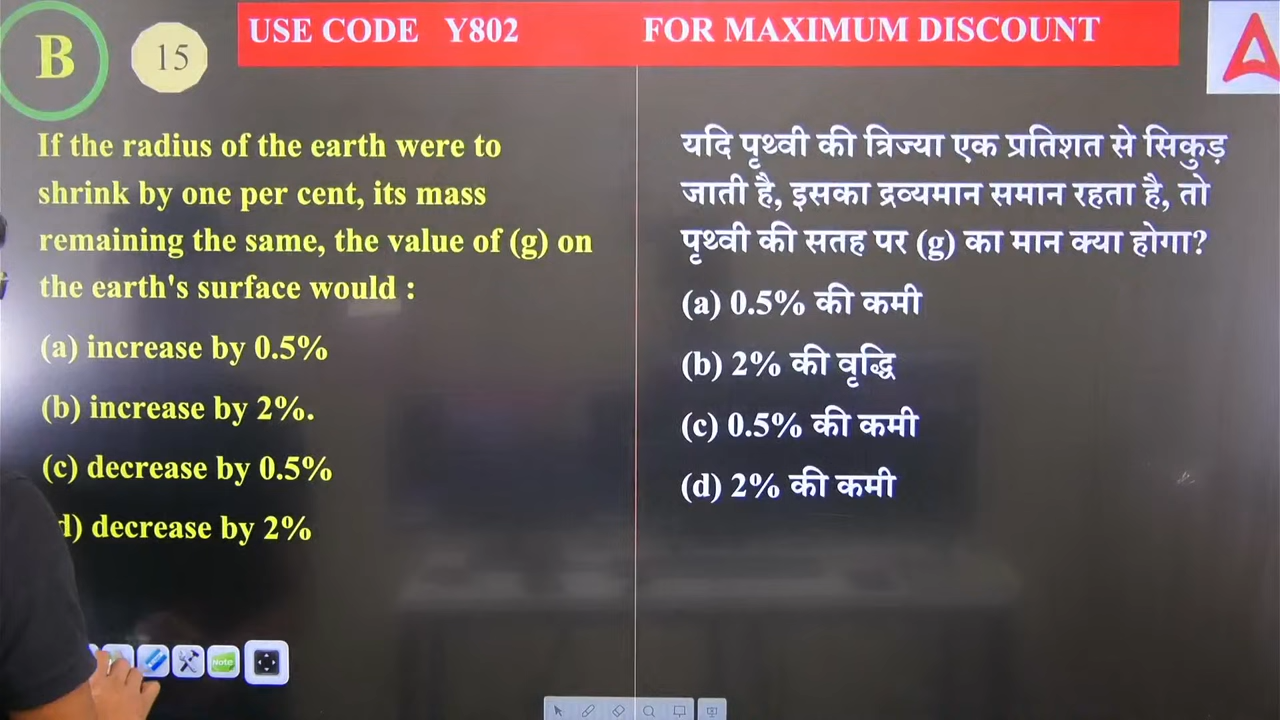 USE CODE Y802 FOR MAXIMUM DISCOUNT
B
15
If the radius of the earth were to
shrink by one per cent, its mass
remaining the same, the value of (g) on
the earth's surface would :
(a) increase by 0.5%
(b) increase by 2%.
(c) decrease by 0.5%
d) decrease by 2%
यदि पृथ्वी की त्रिज्या एक प्रतिशत से सिकुड़
जाती है, इसका द्रव्यमान समान रहता है, तो
पृथ्वी की सतह पर (g) का मान क्या होगा?
(a) 0.5% की कमी
(b) 2% की वृद्धि
(c) 0.5% की कमी
(d) 2% की कमी
Note